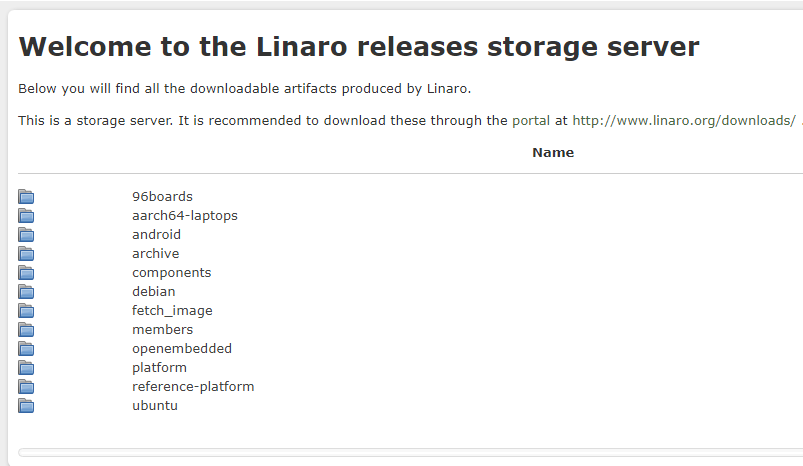 Welcome to the Linaro releases storage server
Below you will find all the downloadable artifacts produced by Linaro.
This is a storage server. It is recommended to download these through the portal at http://www.linaro.org/downloads/ .
Name
96boards
aarch64-laptops
android
archive
components
debian
fetch_image
members
openembedded
platform
reference-platform
ubuntu